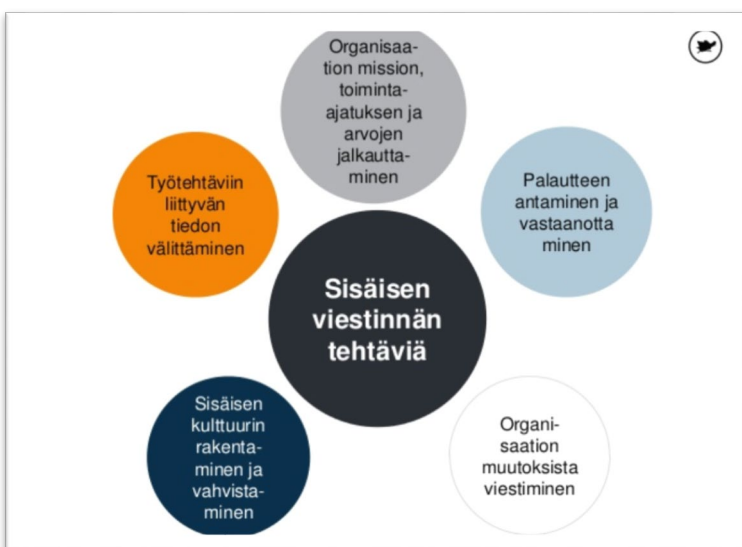 Organisaa-
tion mission,
toiminta-
ajatuksen ja
arvojen
jalkautta-
minen
Työtehtäviin
liittyvän
tiedon
välittäminen
Palautteen
antaminen ja
vastaanotta
minen
Sisäisen
viestinnän
tehtäviä
Sisäisen
kulttuurin
rakenta-
minen ja
vahvista-
minen
Organi-
saation
muutoksista
viestiminen